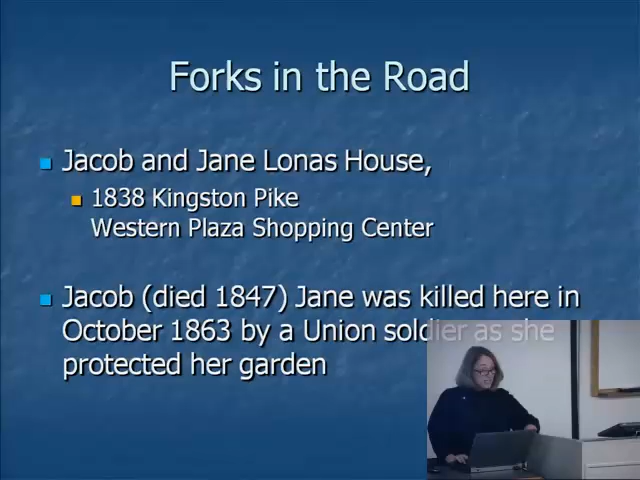 Forks in the Road
Jacob and Jane Lonas House,
1838 Kingston Pike
Western Plaza Shopping Center
Jacob (died 1847) Jane was killed here in
October 1863 by a Union soldier as she
protected her garden